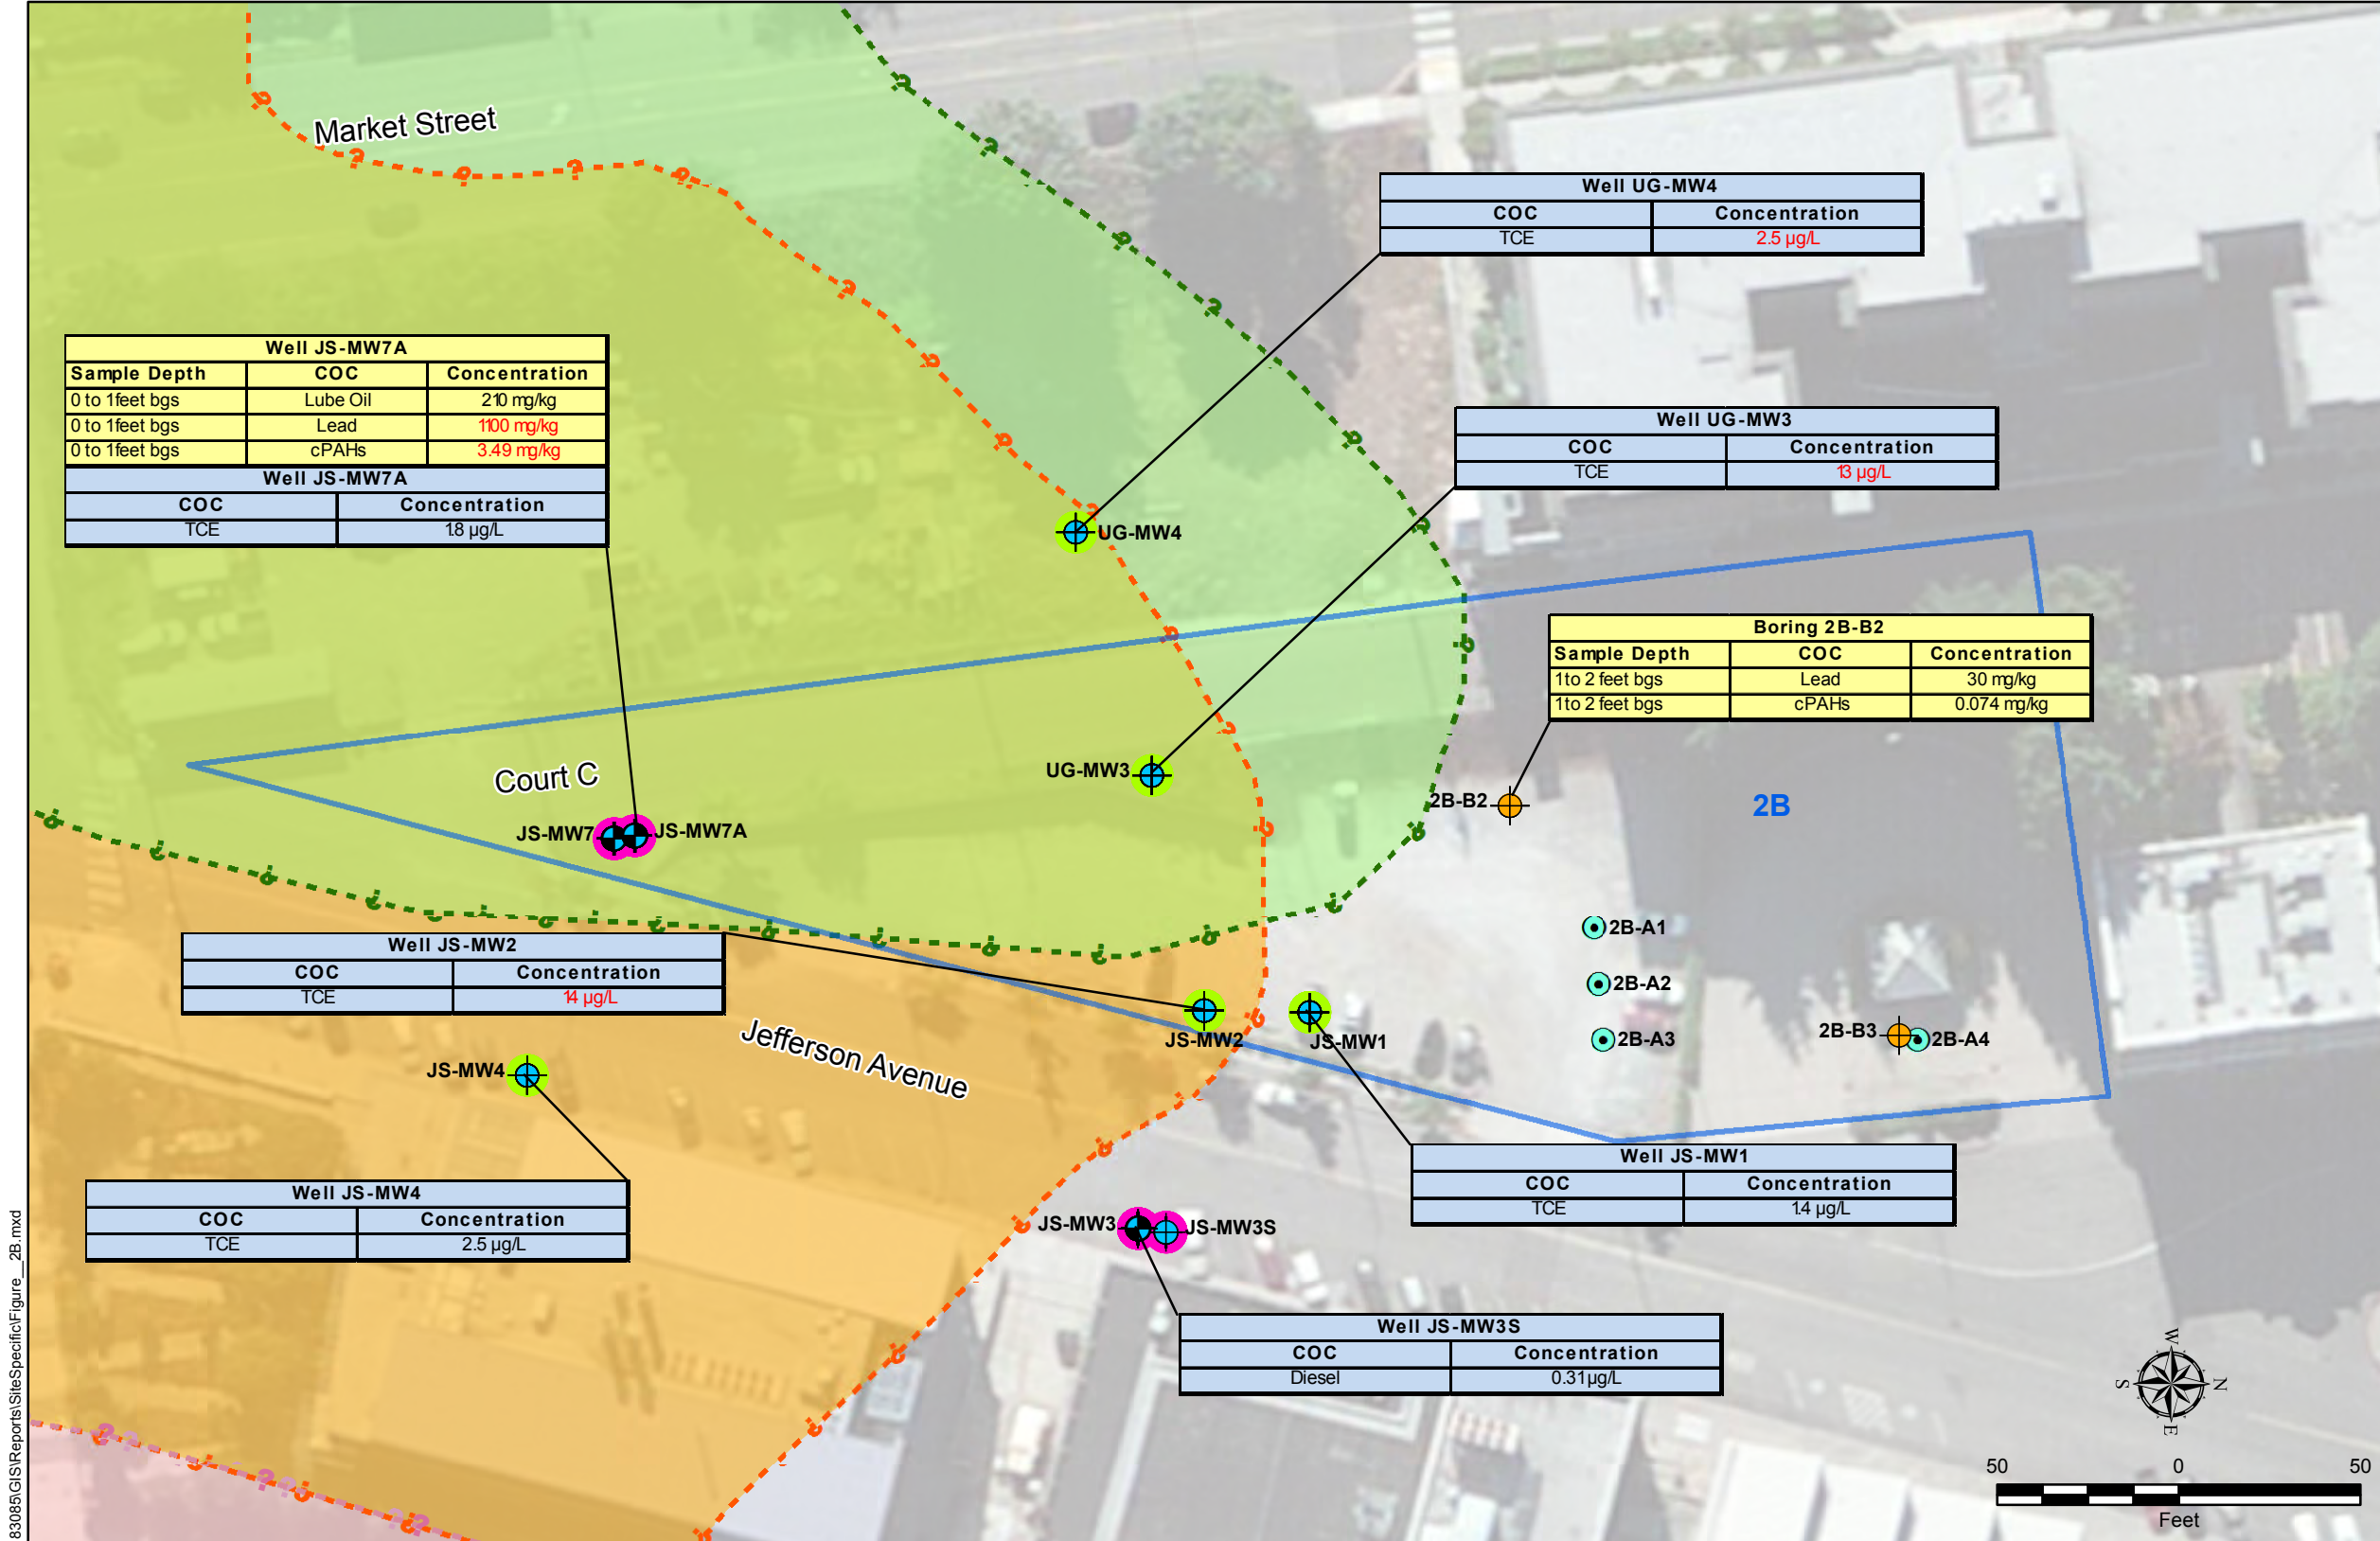 Market Street
Well UG-MW4
COC Concentration
TCE 2.5 µg/L
Well JS-MW7A
Sample Depth COC Concentration
0 to 1feet bgs Lube Oil 210 mg/kg
0 to 1feet bgs Lead 1100 mg/kg
0 to 1feet bgs cPAHs 3.49 mg/kg
Well JS-MW7A
COC Concentration
TCE 1.8 µg/L
Well UG-MW3
COC Concentration
TCE 13 µg/L
UG-MW4
Boring 2B-B2
Sample Depth COC Concentration
1to 2 feet bgs Lead 30 mg/kg
1to 2 feet bgs cPAHs 0.074 mg/kg
Court C
UG-MW3
2B-B2
2B
JS-MW7
JS-MW7A
2B-A1
Well JS-MW2
COC Concentration
TCE 14 µg/L
2B-A2
JS-MW2
JS-MW1
2B-A3
2B-B3
2B-A4
Jefferson Avenue
JS-MW4
Well JS-MW1
COC Concentration
TCE 1.4 µg/L
Well JS-MW4
COC Concentration
TCE 2.5 µg/L
JS-MW3
JS-MW3S
Well JS-MW3S
COC Concentration
Diesel 0.31µg/L
W
S N
E
50 0 50
Feet
83085\GIS\Reports\SiteSpecific\Figure__2B.mxd